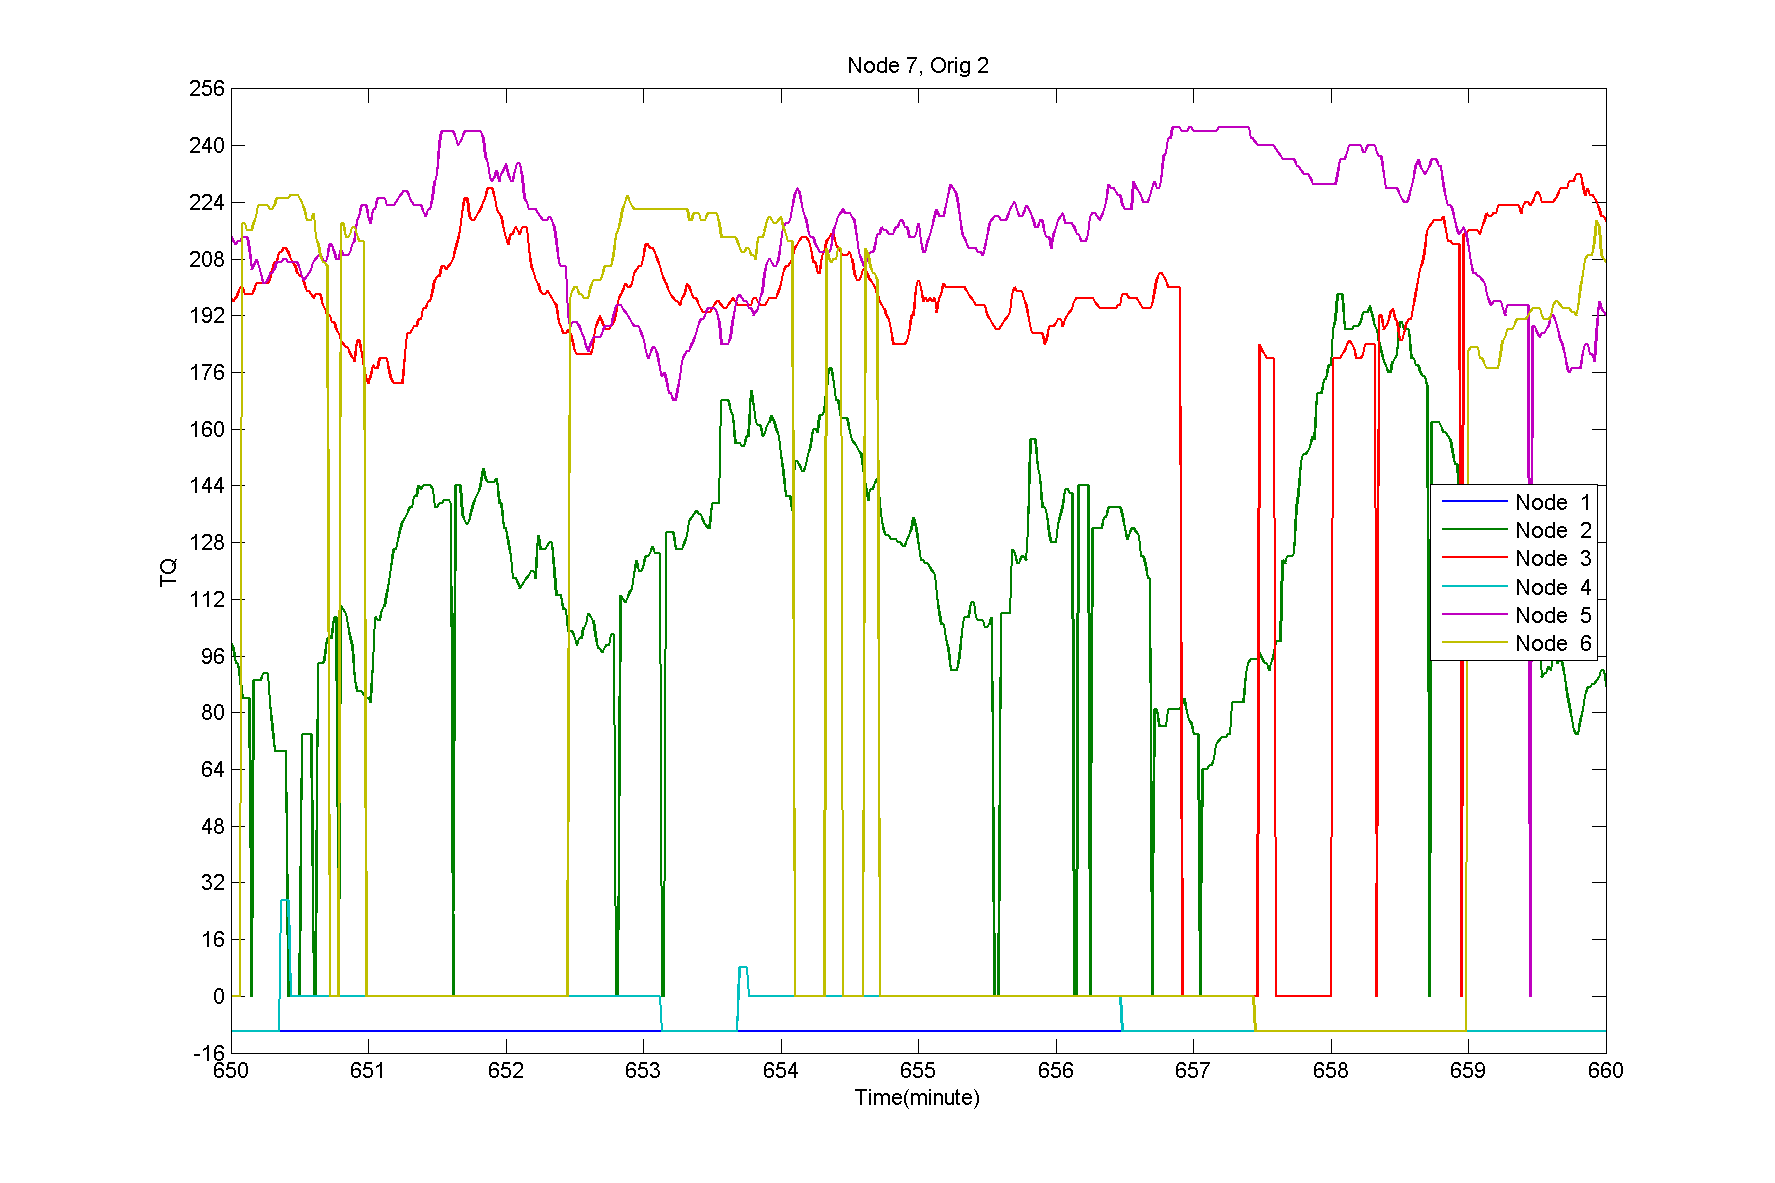 Node 7, Orig 2
256
240
224
208
192
176
160
144
128
112
96
80
64
48
32
16
0
-16
TQ
650 651 652 653 654 655 656 657 658 659 660
Time(minute)
Node 1
Node 2
Node 3
Node 4
Node 5
Node 6